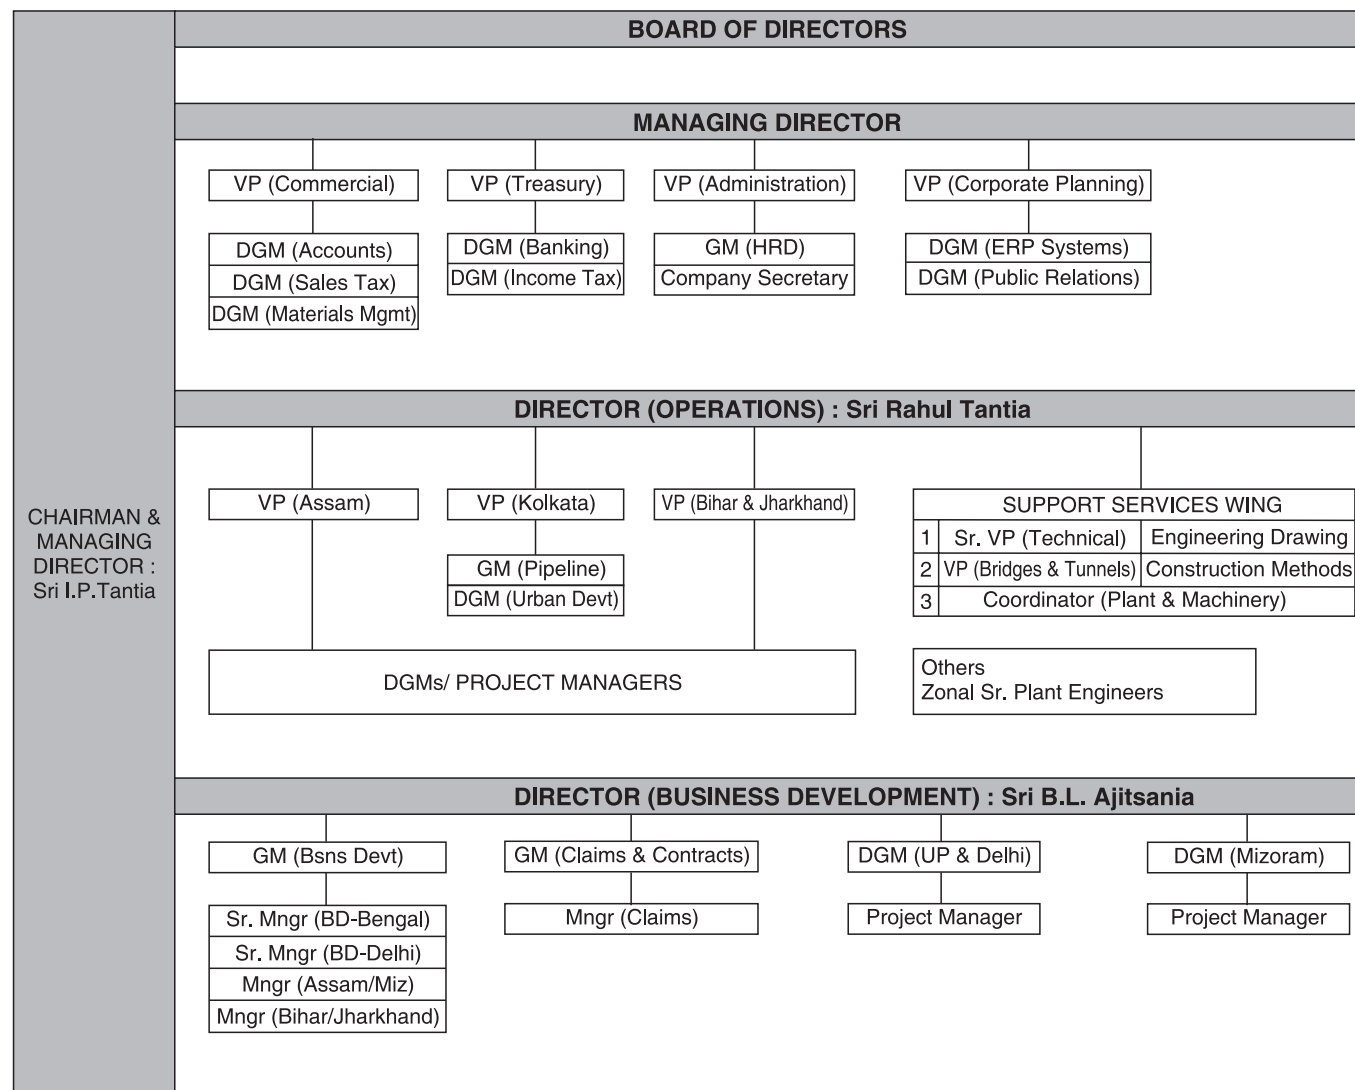 BOARD OF DIRECTORS
MANAGING DIRECTOR
VP (Commercial)
VP (Treasury)
VP (Administration)
VP (Corporate Planning)
DGM (Accounts)
DGM (Sales Tax)
DGM (Materials Mgmt)
DGM (Banking)
DGM (Income Tax)
GM (HRD)
Company Secretary
DGM (ERP Systems)
DGM (Public Relations)
DIRECTOR (OPERATIONS) : Sri Rahul Tantia
CHAIRMAN &
MANAGING
DIRECTOR :
Sri I.P.Tantia
VP (Assam)
VP (Kolkata)
VP (Bihar & Jharkhand)
GM (Pipeline)
DGM (Urban Devt)
DGMs/ PROJECT MANAGERS
SUPPORT SERVICES WING
1 Sr. VP (Technical) Engineering Drawing
2 VP (Bridges & Tunnels) Construction Methods
3 Coordinator (Plant & Machinery)
Others
Zonal Sr. Plant Engineers
DIRECTOR (BUSINESS DEVELOPMENT) : Sri B.L. Ajitsania
GM (Bsns Devt)
GM (Claims & Contracts)
DGM (UP & Delhi)
DGM (Mizoram)
Sr. Mngr (BD-Bengal)
Sr. Mngr (BD-Delhi)
Mngr (Assam/Miz)
Mngr (Bihar/Jharkhand)
Mngr (Claims)
Project Manager
Project Manager